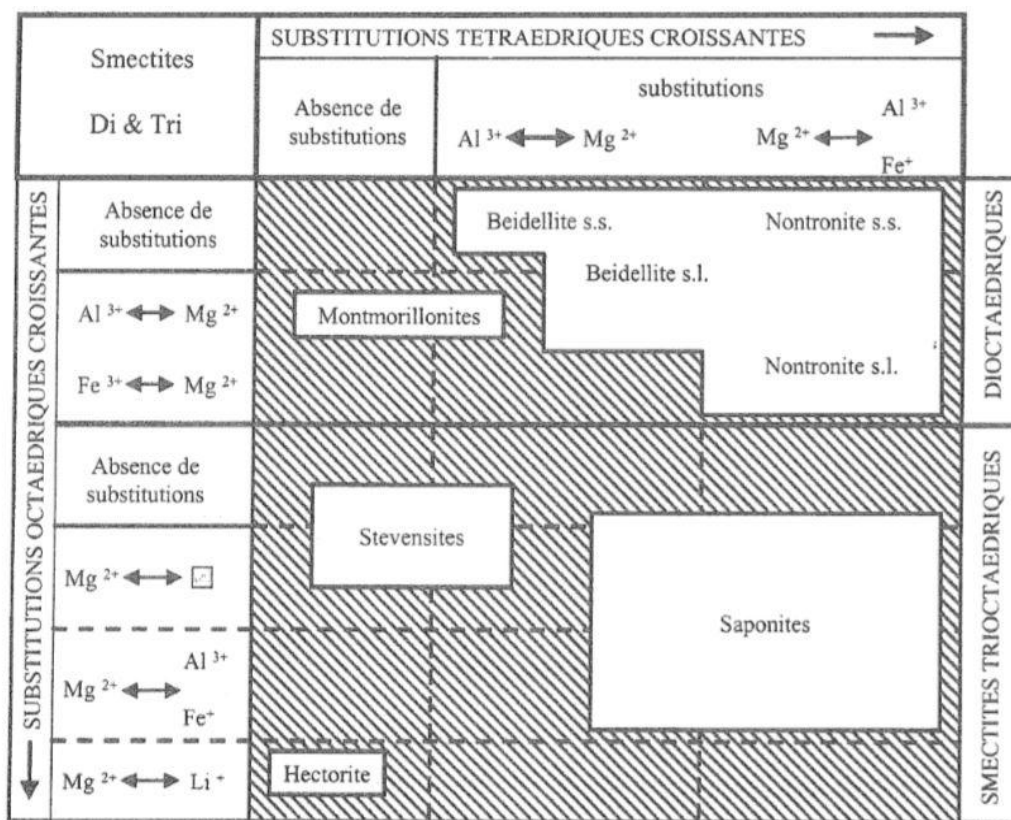 Smectites
Di & Tri
SUBSTITUTIONS TETRAEDRIQUES CROISSANTES
Absence de
substitutions
substitutions
Al ³⁺ ↔ Mg ²⁺
Mg ²⁺ ↔ Al ³⁺
Fe⁺
SUBSTITUTIONS OCTAEDRIQUES CROISSANTES
Absence de
substitutions
Al ³⁺ ↔ Mg ²⁺
Fe ³⁺ ↔ Mg ²⁺
Absence de
substitutions
Mg ²⁺ ↔
Mg ²⁺ ↔ Al ³⁺
Fe⁺
Mg ²⁺ ↔ Li ⁺
Beidellite s.s.
Nontronite s.s.
Beidellite s.l.
Montmorillonites
Nontronite s.l.
Stevensites
Saponites
Hectorite
DIOCTAEDRIQUES
SMECTITES TRIOCTAEDRIQUES